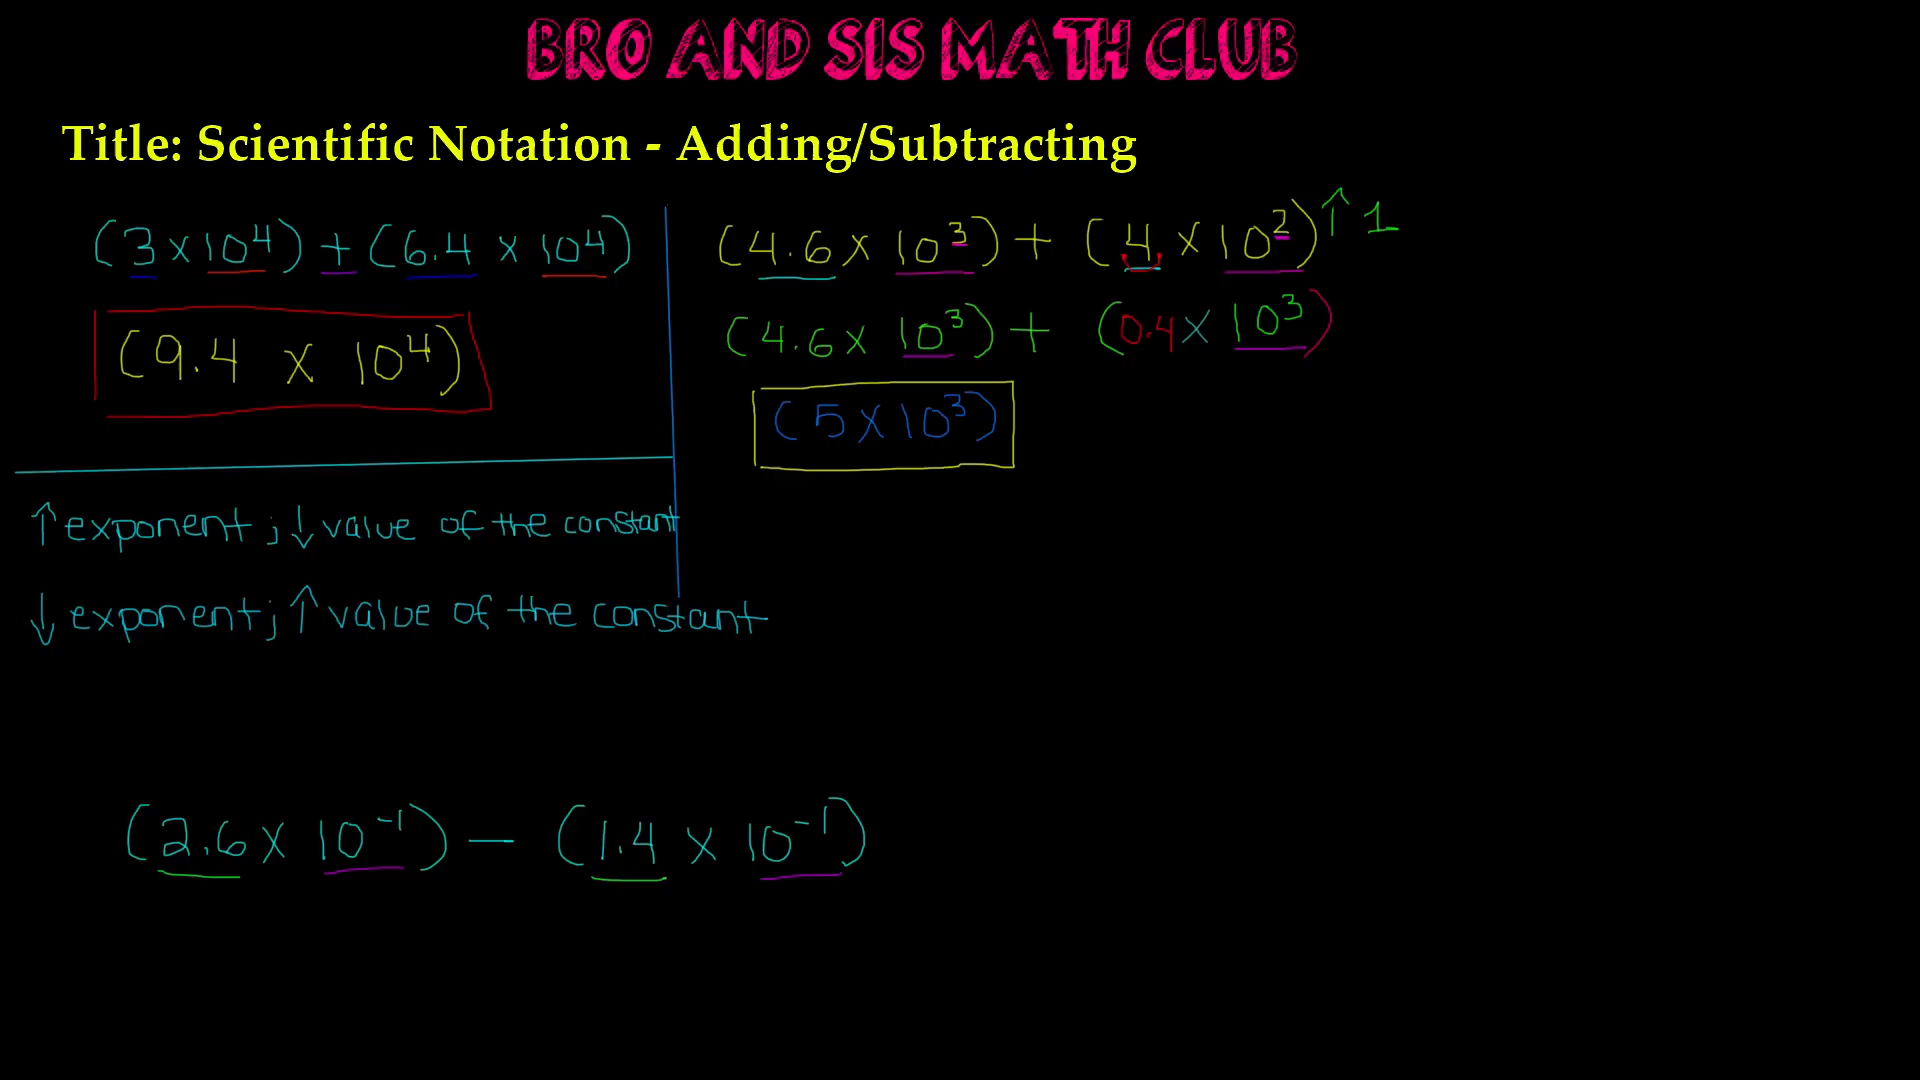 BRO AND SIS MATH CLUB
Title: Scientific Notation - Adding/Subtracting
(3 x 10⁴) + (6.4 x 10⁴)
(9.4 x 10⁴)
(4.6 x 10³) + (4 x 10²) ↑ 1
(4.6 x 10³) + (0.4 x 10³)
(5 x 10³)
↑ exponent ; ↓ value of the constant
↓ exponent; ↑ value of the constant
(2.6 x 10⁻¹) — (1.4 x 10⁻¹)